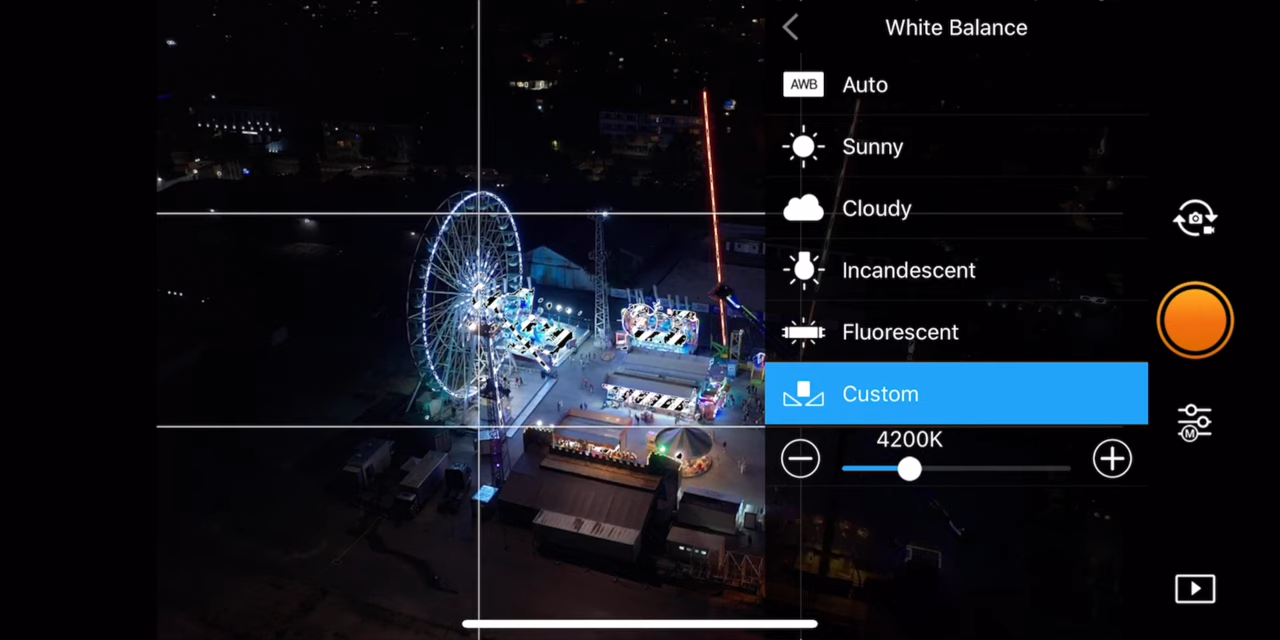 White Balance
AWB Auto
Sunny
Cloudy
Incandescent
Fluorescent
Custom
4200K
M